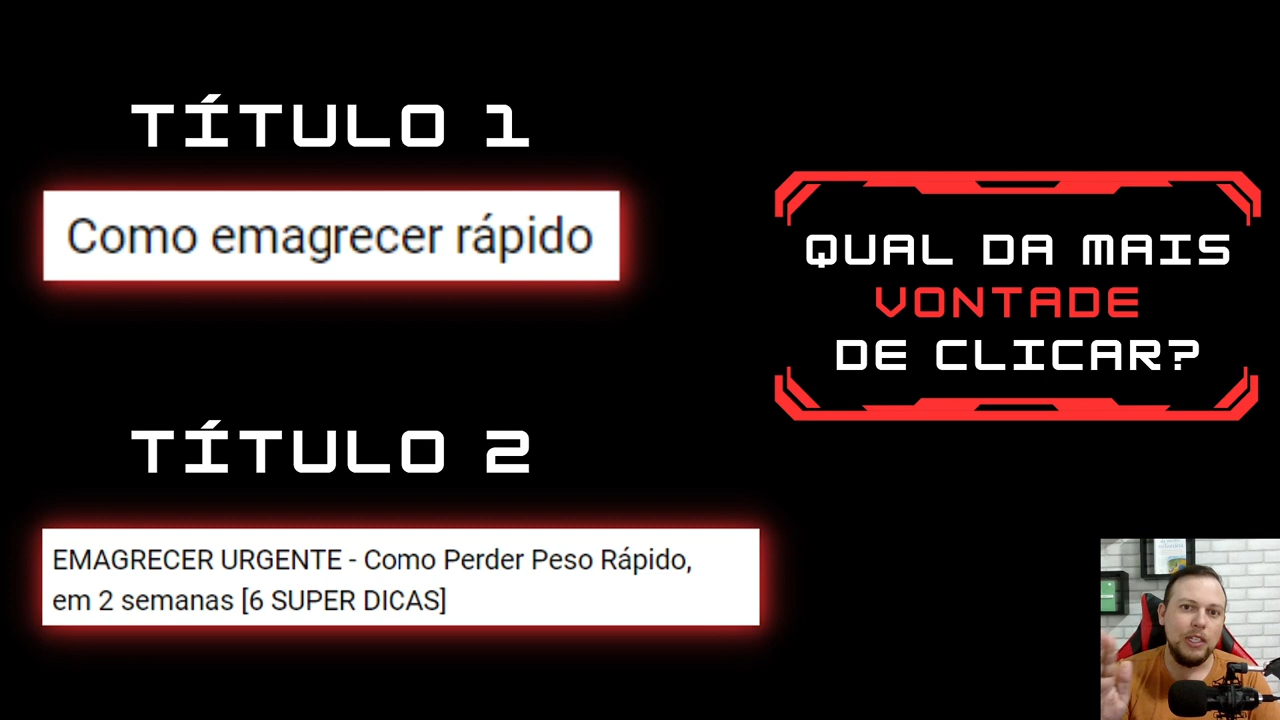 TÍTULO 1
Como emagrecer rápido
QUAL DA MAIS
VONTADE
DE CLICAR?
TÍTULO 2
EMAGRECER URGENTE - Como Perder Peso Rápido,
em 2 semanas [6 SUPER DICAS]